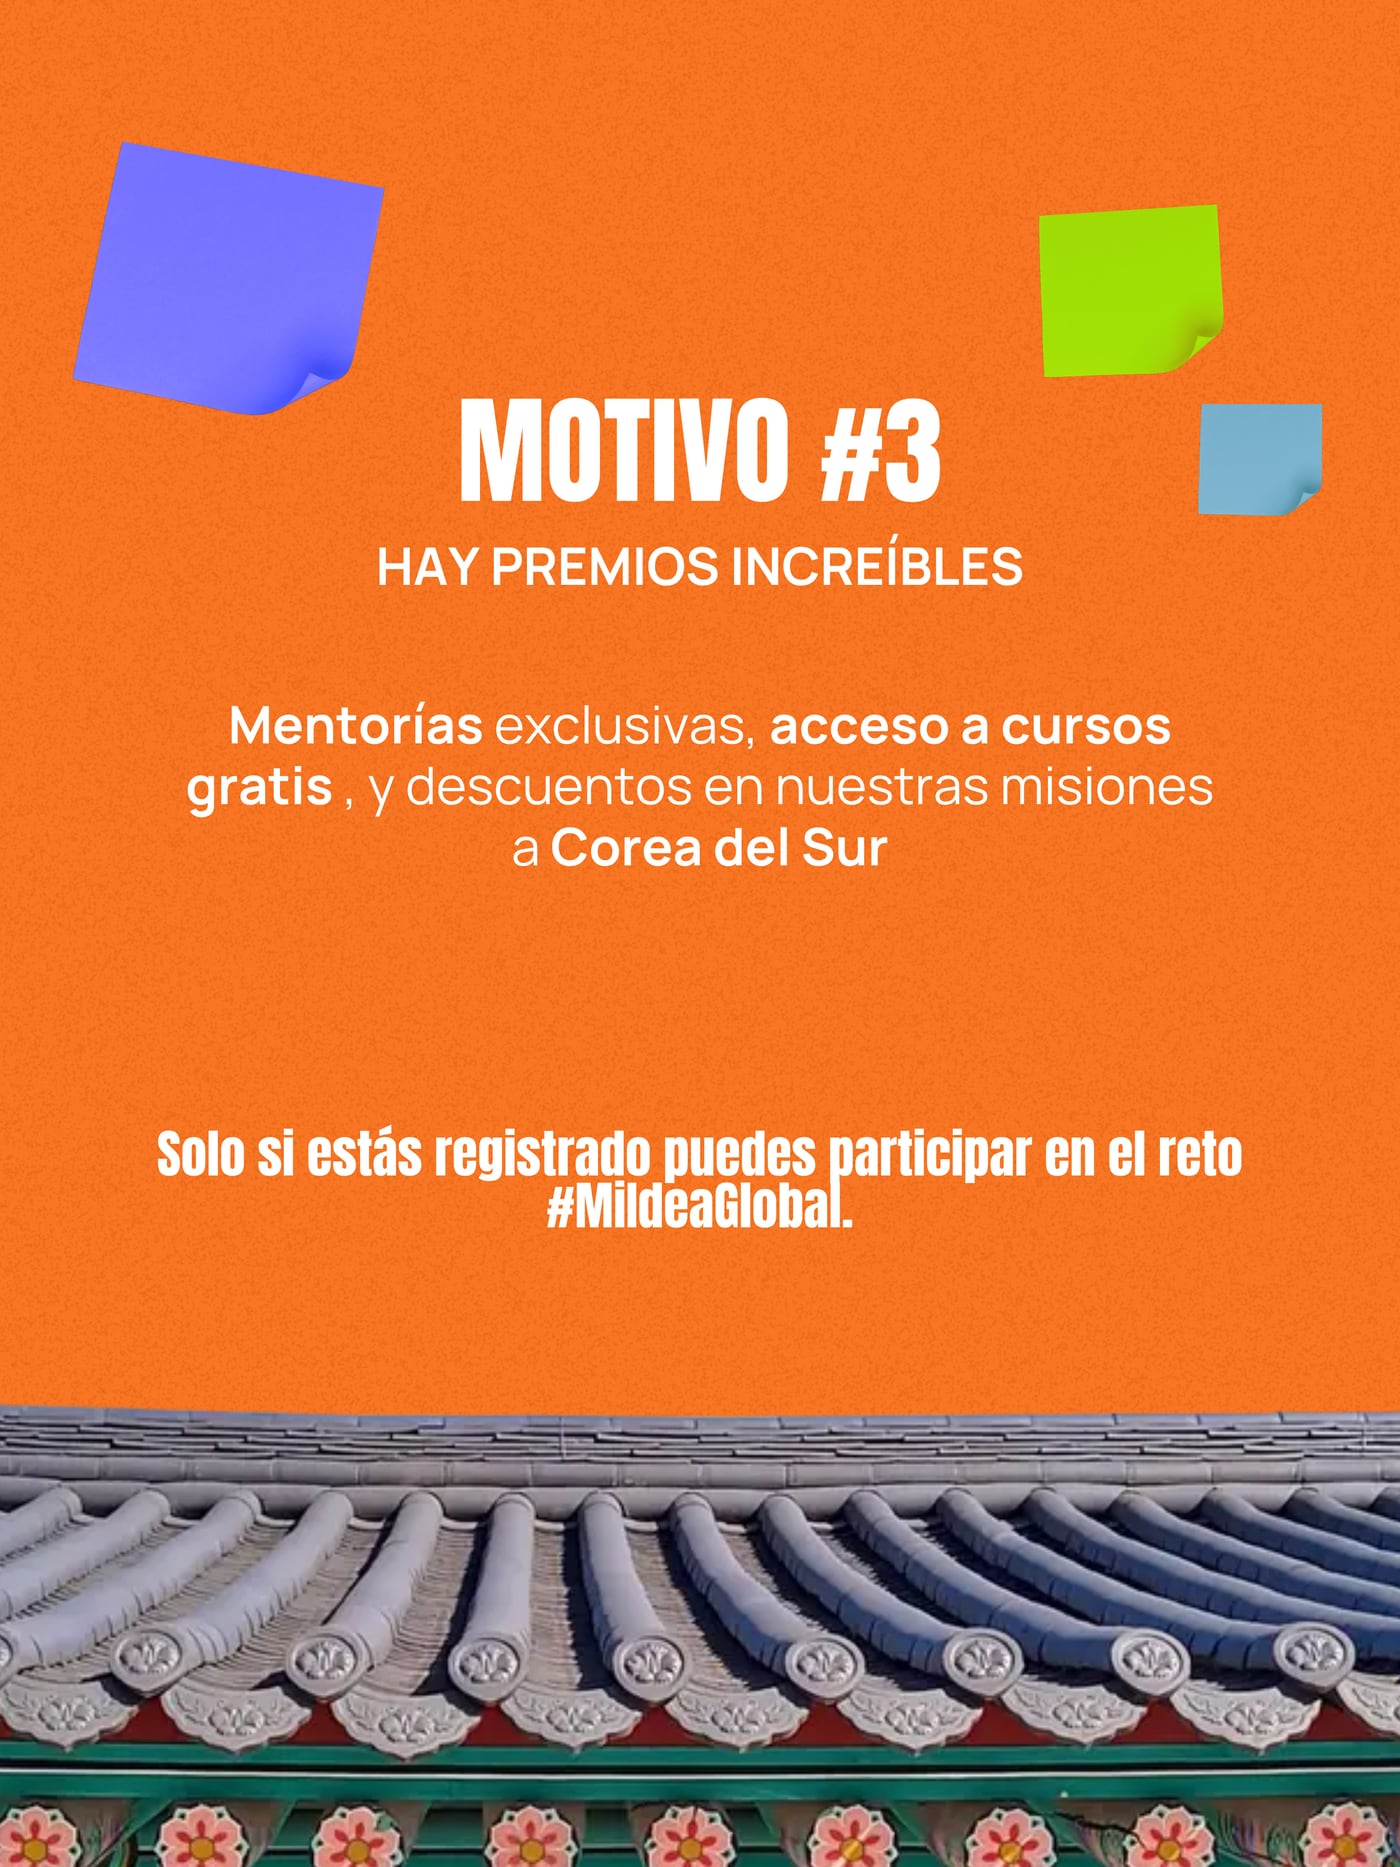 MOTIVO #3
HAY PREMIOS INCREÍBLES
Mentorías exclusivas, acceso a cursos
gratis , y descuentos en nuestras misiones
a Corea del Sur
Solo si estás registrado puedes participar en el reto
#MildeaGlobal.